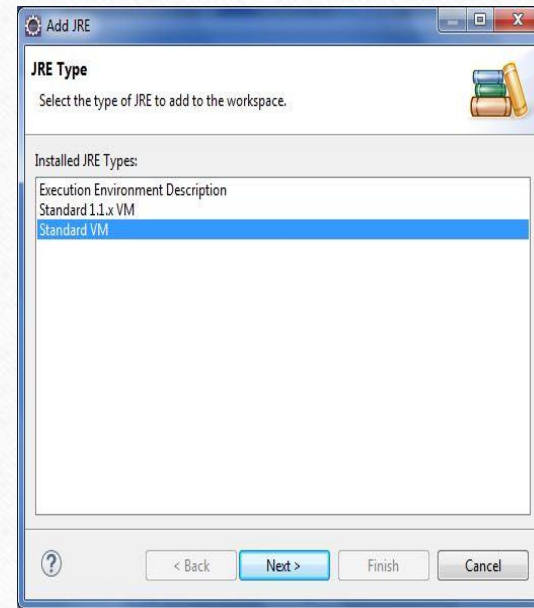 Add JRE
JRE Type
Select the type of JRE to add to the workspace.
Installed JRE Types:
Execution Environment Description
Standard 1.1.x VM
Standard VM
?
< Back Next > Finish Cancel